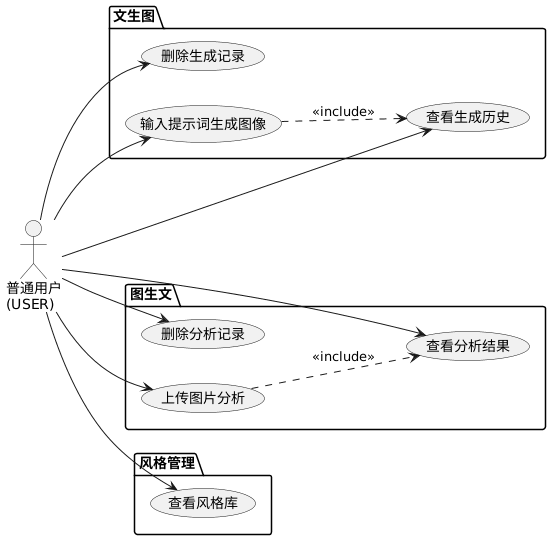 文生图
删除生成记录
输入提示词生成图像
«include»
查看生成历史
普通用户
(USER)
图生文
删除分析记录
查看分析结果
«include»
上传图片分析
风格管理
查看风格库